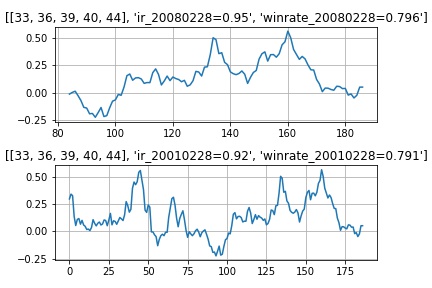 [[33, 36, 39, 40, 44], 'ir_20080228=0.95', 'winrate_20080228=0.796']
0.50
0.25
0.00
−0.25
80 100 120 140 160 180
[[33, 36, 39, 40, 44], 'ir_20010228=0.92', 'winrate_20010228=0.791']
0.50
0.25
0.00
−0.25
0 25 50 75 100 125 150 175